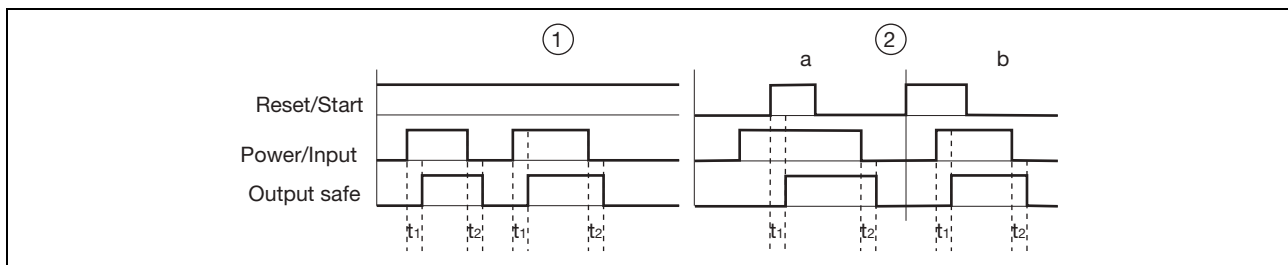 ① ②
a b
Reset/Start
Power/Input
Output safe
t1 t2 t1 t2 t1 t2 t1 t2